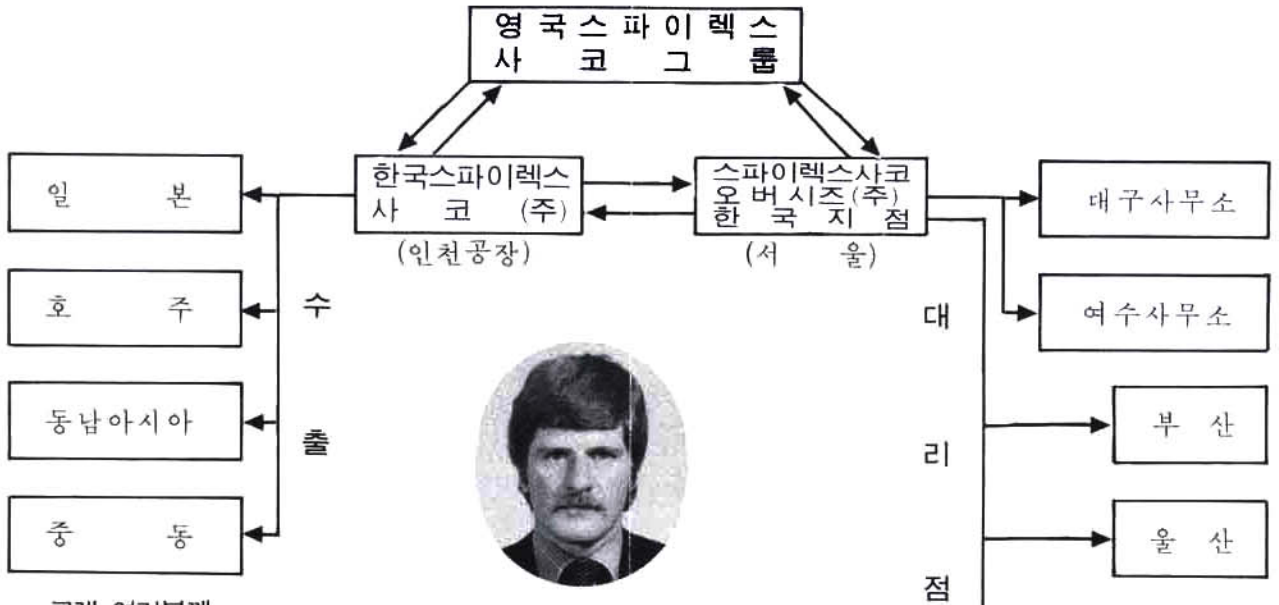 영국스파이렉스
사코그룹
한국스파이렉스
사코 (주)
(인천공장)
스파이렉스사코
오버시즈(주)
한국지점
(서울)
일본
호주
동남아시아
중동
수출
대구사무소
여수사무소
부산
울산
대리점